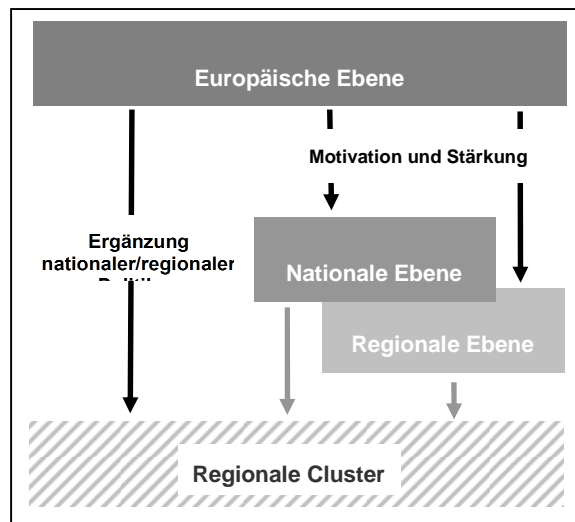 Europäische Ebene
Motivation und Stärkung
Ergänzung
nationaler/regionaler
Nationale Ebene
Regionale Ebene
Regionale Cluster